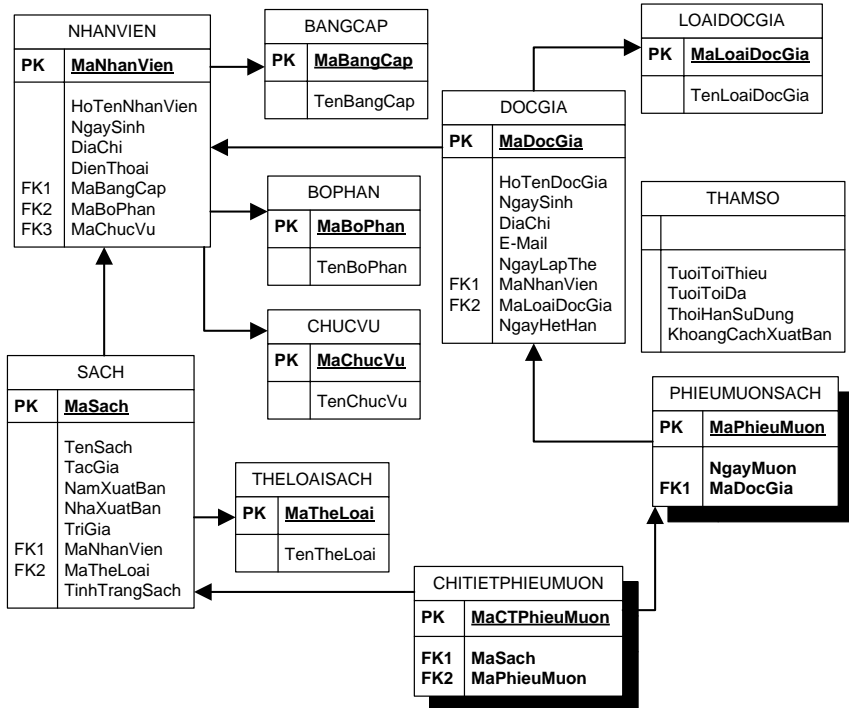 NHANVIEN
PK MaNhanVien
HoTenNhanVien
NgaySinh
DiaChi
DienThoai
FK1 MaBangCap
FK2 MaBoPhan
FK3 MaChucVu
BANGCAP
PK MaBangCap
TenBangCap
LOAIDOCGIA
PK MaLoaiDocGia
TenLoaiDocGia
DOCGIA
PK MaDocGia
HoTenDocGia
NgaySinh
DiaChi
E-Mail
NgayLapThe
FK1 MaNhanVien
FK2 MaLoaiDocGia
NgayHetHan
BOPHAN
PK MaBoPhan
TenBoPhan
THAMSO
TuoiToiThieu
TuoiToiDa
ThoiHanSuDung
KhoangCachXuatBan
CHUCVU
PK MaChucVu
TenChucVu
SACH
PK MaSach
TenSach
TacGia
NamXuatBan
NhaXuatBan
TriGia
FK1 MaNhanVien
FK2 MaTheLoai
TinhTrangSach
THELOAISACH
PK MaTheLoai
TenTheLoai
PHIEUMUONSACH
PK MaPhieuMuon
NgayMuon
FK1 MaDocGia
CHITIETPHIEUMUON
PK MaCTPhieuMuon
FK1 MaSach
FK2 MaPhieuMuon